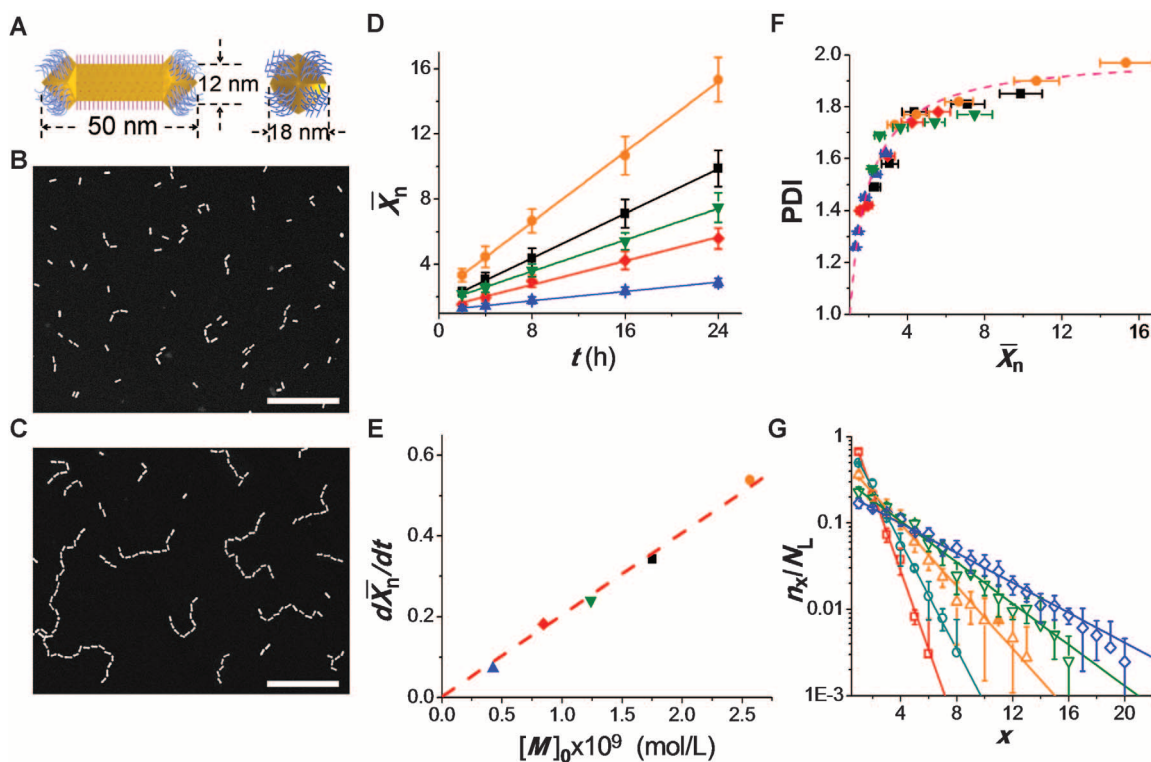 A
12 nm
50 nm
18 nm
B
C
D
X̄n
16
12
8
4
0
8
16
24
t (h)
E
dX̄n/dt
0.6
0.4
0.2
0.0
0
0.5
1.0
1.5
2.0
2.5
[M]0x10⁹ (mol/L)
F
PDI
2.0
1.8
1.6
1.4
1.2
1.0
4
8
12
16
X̄n
G
nx/NL
1
0.1
0.01
1E-3
4
8
12
16
20
x